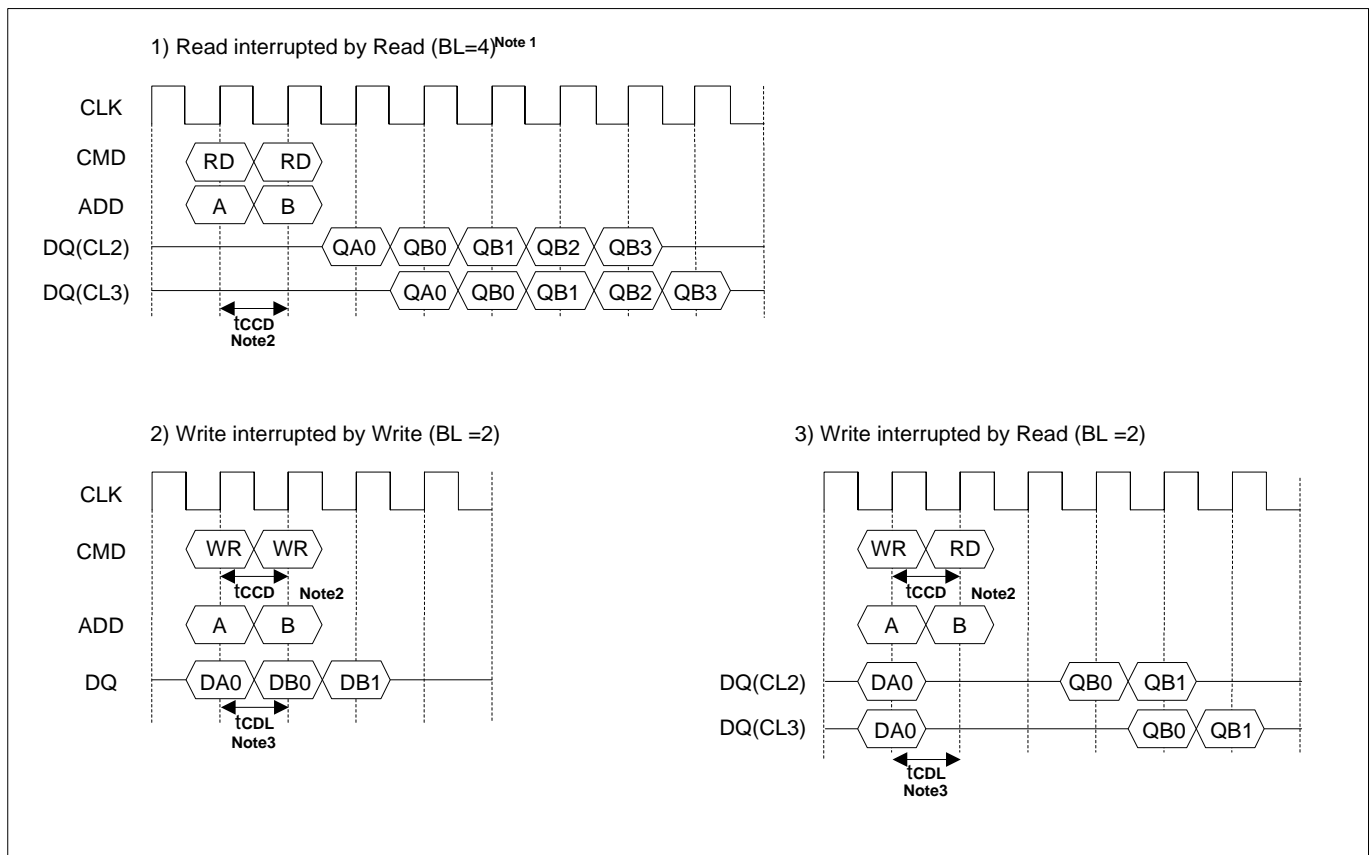 1) Read interrupted by Read (BL=4)Note 1
CLK
CMD RD RD
ADD A B
DQ(CL2) QA0 QB0 QB1 QB2 QB3
DQ(CL3) QA0 QB0 QB1 QB2 QB3
tCCD
Note2
2) Write interrupted by Write (BL =2)
CLK
CMD WR WR
tCCD Note2
ADD A B
DQ DA0 DB0 DB1
tCDL
Note3
3) Write interrupted by Read (BL =2)
WR RD
tCCD Note2
A B
DQ(CL2) DA0 QB0 QB1
DQ(CL3) DA0 QB0 QB1
tCDL
Note3